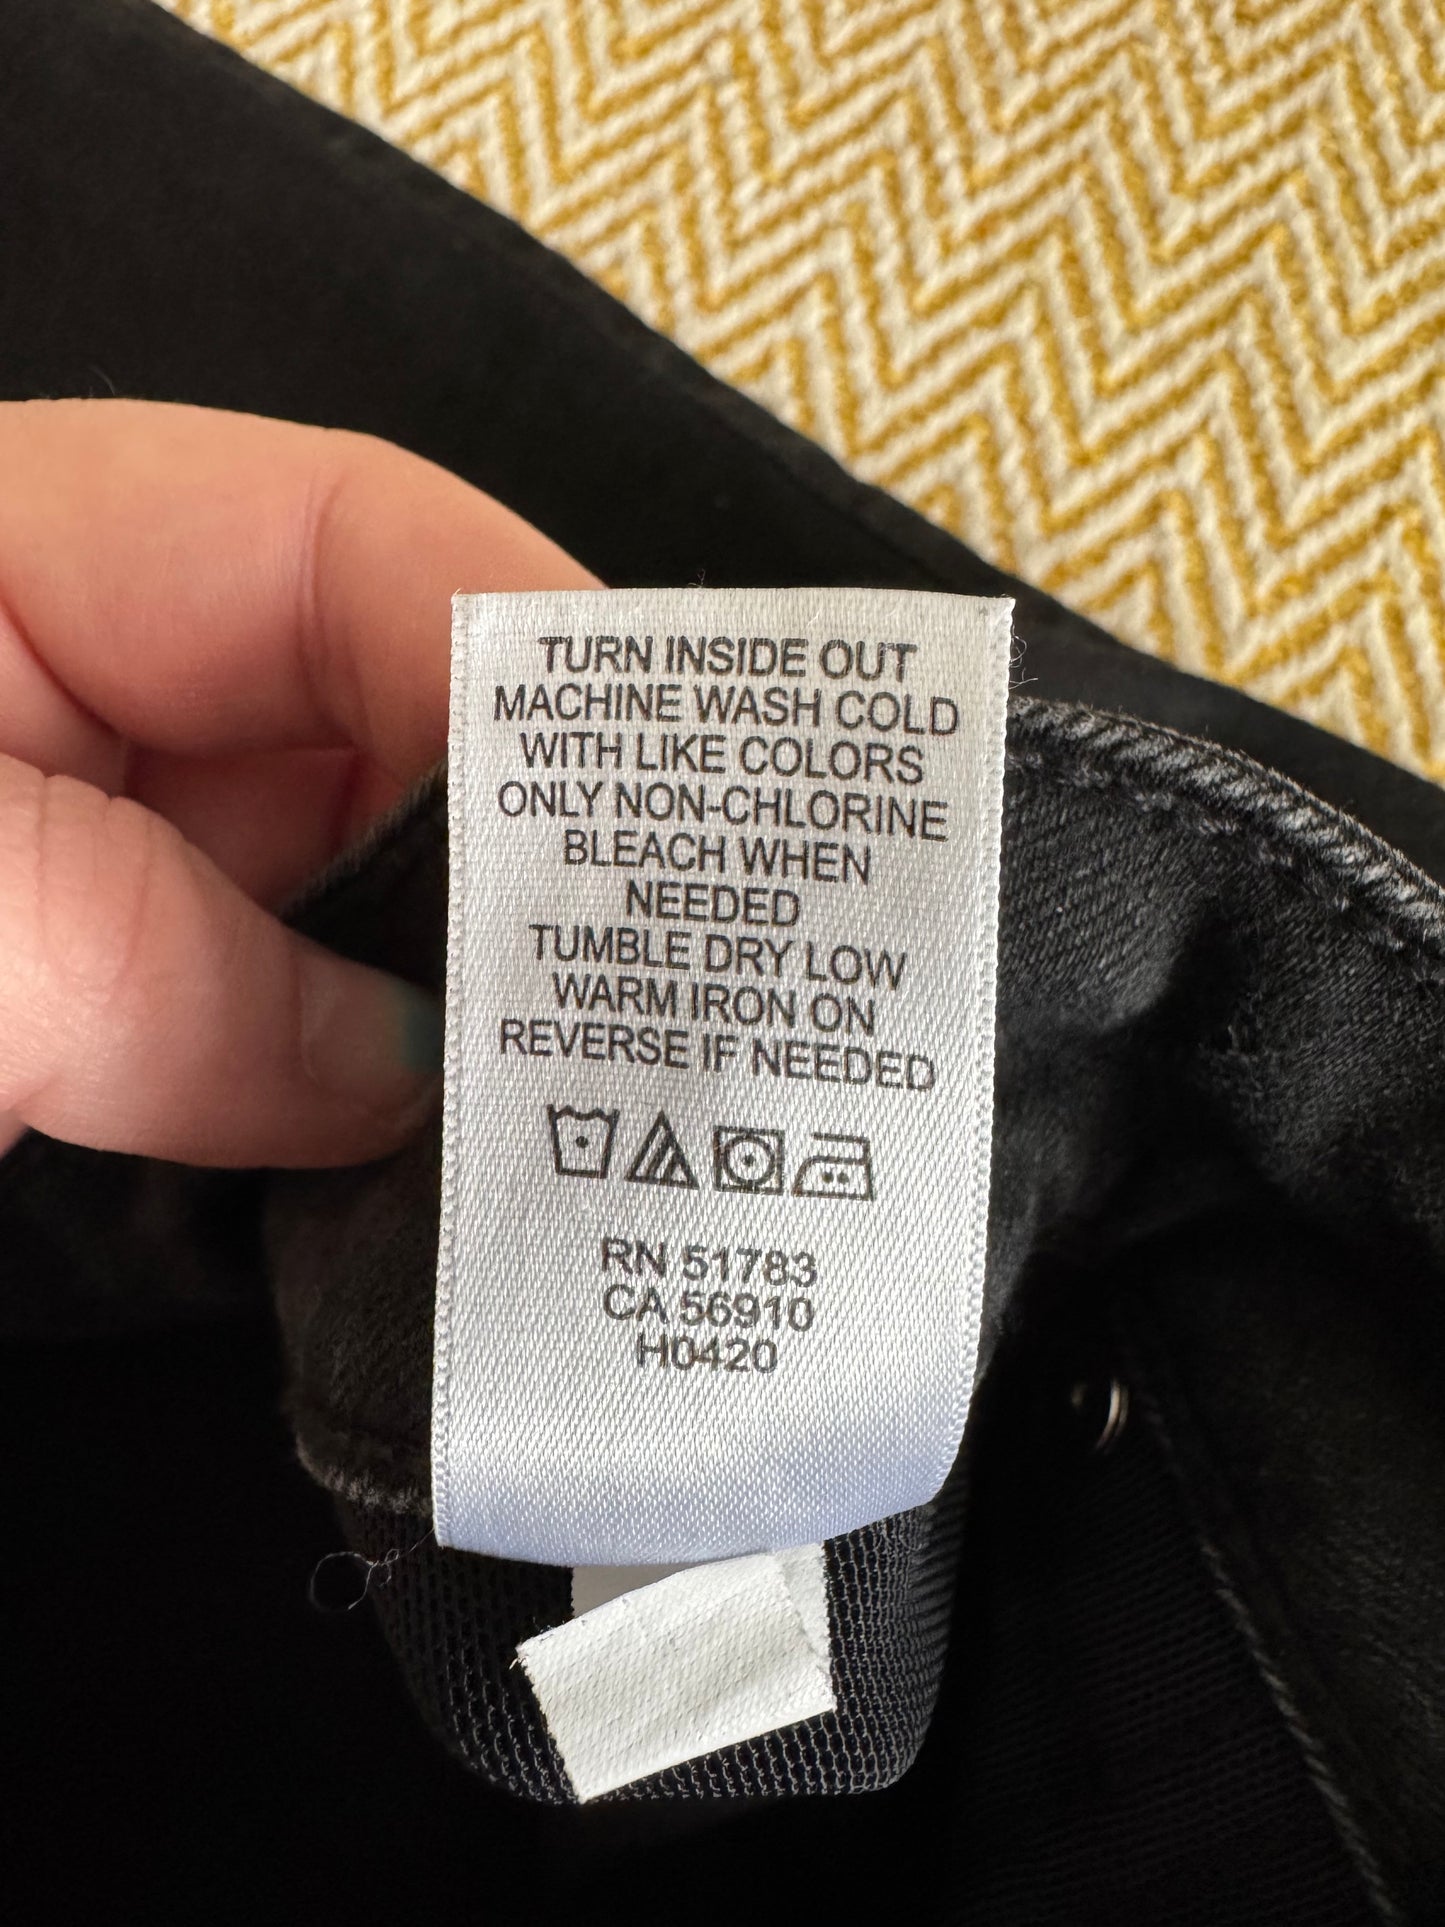 TURN INSIDE OUT
MACHINE WASH COLD
WITH LIKE COLORS
ONLY NON-CHLORINE
BLEACH WHEN
NEEDED
TUMBLE DRY LOW
WARM IRON ON
REVERSE IF NEEDED
RN 51783
CA 56910
H0420